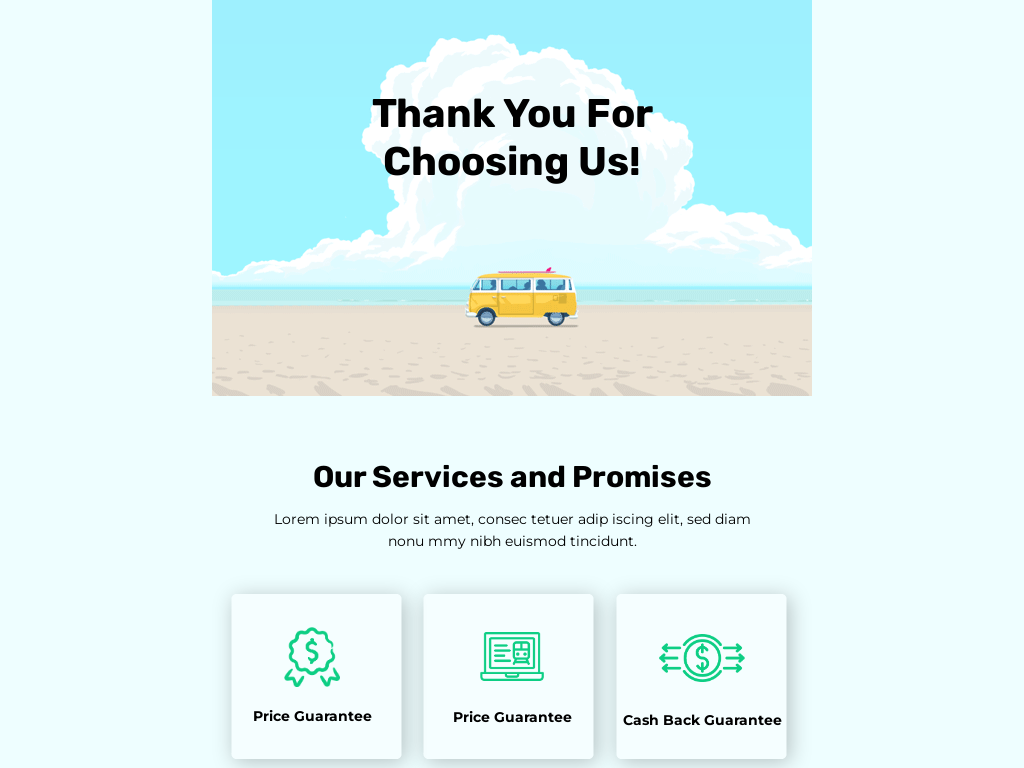 Thank You For
Choosing Us!
Our Services and Promises
Lorem ipsum dolor sit amet, consec tetuer adip iscing elit, sed diam
nonu mmy nibh euismod tincidunt.
Price Guarantee
Price Guarantee
Cash Back Guarantee